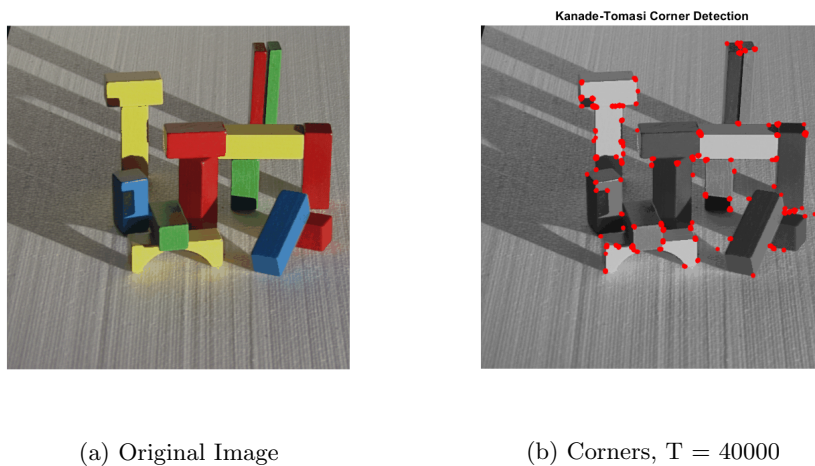 Kanade-Tomasi Corner Detection
(a) Original Image
(b) Corners, T = 40000